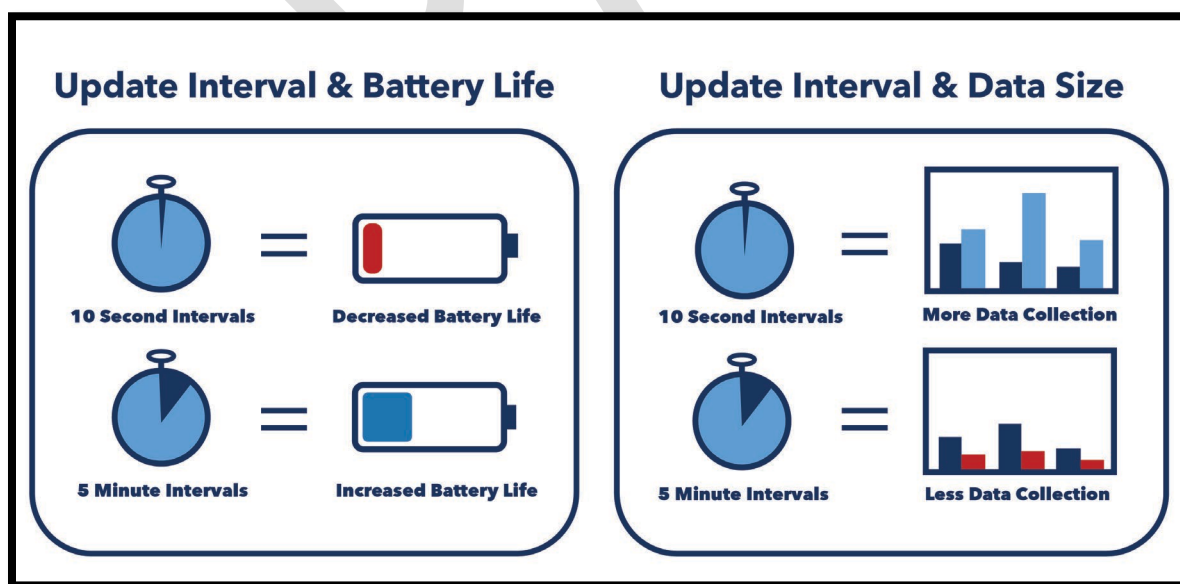 Update Interval & Battery Life
10 Second Intervals
Decreased Battery Life
5 Minute Intervals
Increased Battery Life
Update Interval & Data Size
10 Second Intervals
More Data Collection
5 Minute Intervals
Less Data Collection